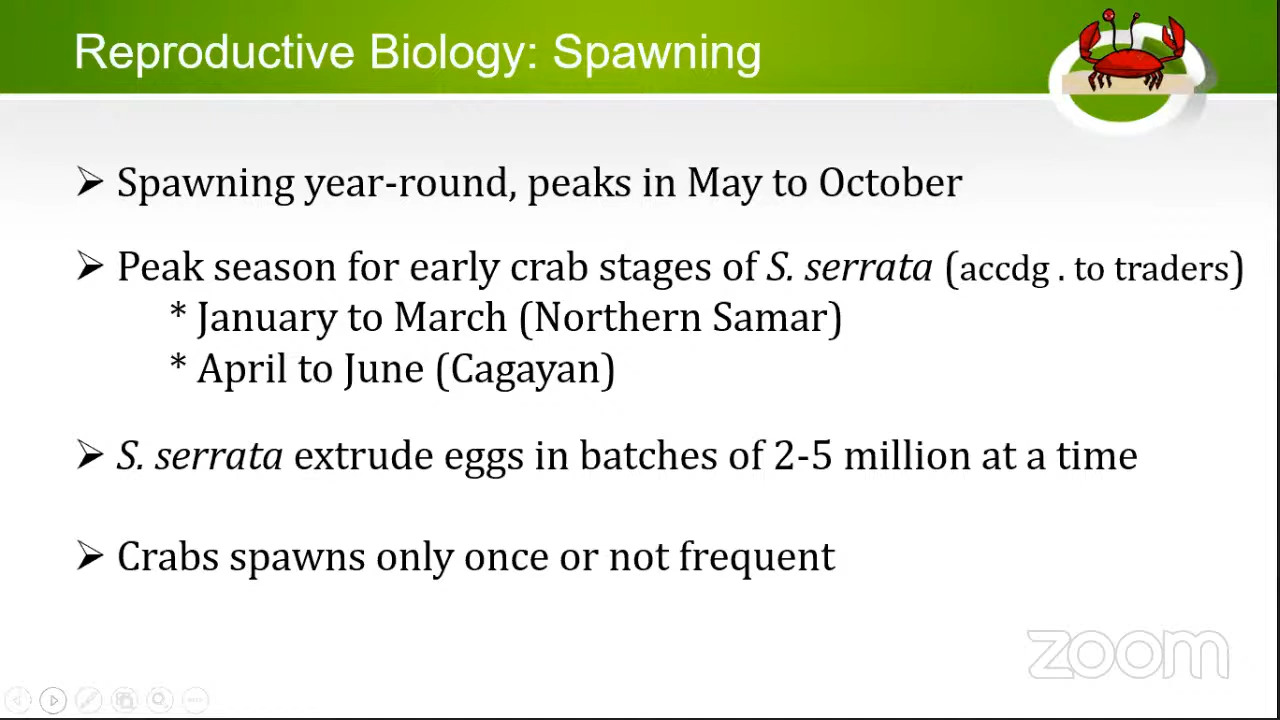 Reproductive Biology: Spawning
➢ Spawning year-round, peaks in May to October
➢ Peak season for early crab stages of S. serrata (accdg . to traders)
* January to March (Northern Samar)
* April to June (Cagayan)
➢ S. serrata extrude eggs in batches of 2-5 million at a time
➢ Crabs spawns only once or not frequent
zoom